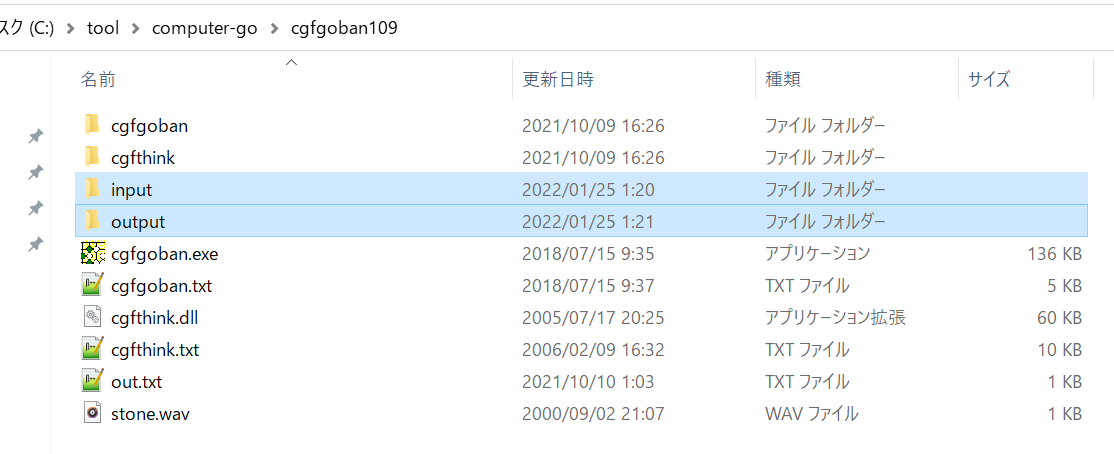 スク (C:) > tool > computer-go > cgfgoban109
名前 更新日時 種類 サイズ
cgfgoban 2021/10/09 16:26 ファイル フォルダー
cgfthink 2021/10/09 16:26 ファイル フォルダー
input 2022/01/25 1:20 ファイル フォルダー
output 2022/01/25 1:21 ファイル フォルダー
cgfgoban.exe 2018/07/15 9:35 アプリケーション 136 KB
cgfgoban.txt 2018/07/15 9:37 TXT ファイル 5 KB
cgfthink.dll 2005/07/17 20:25 アプリケーション拡張 60 KB
cgfthink.txt 2006/02/09 16:32 TXT ファイル 10 KB
out.txt 2021/10/10 1:03 TXT ファイル 1 KB
stone.wav 2000/09/02 21:07 WAV ファイル 1 KB